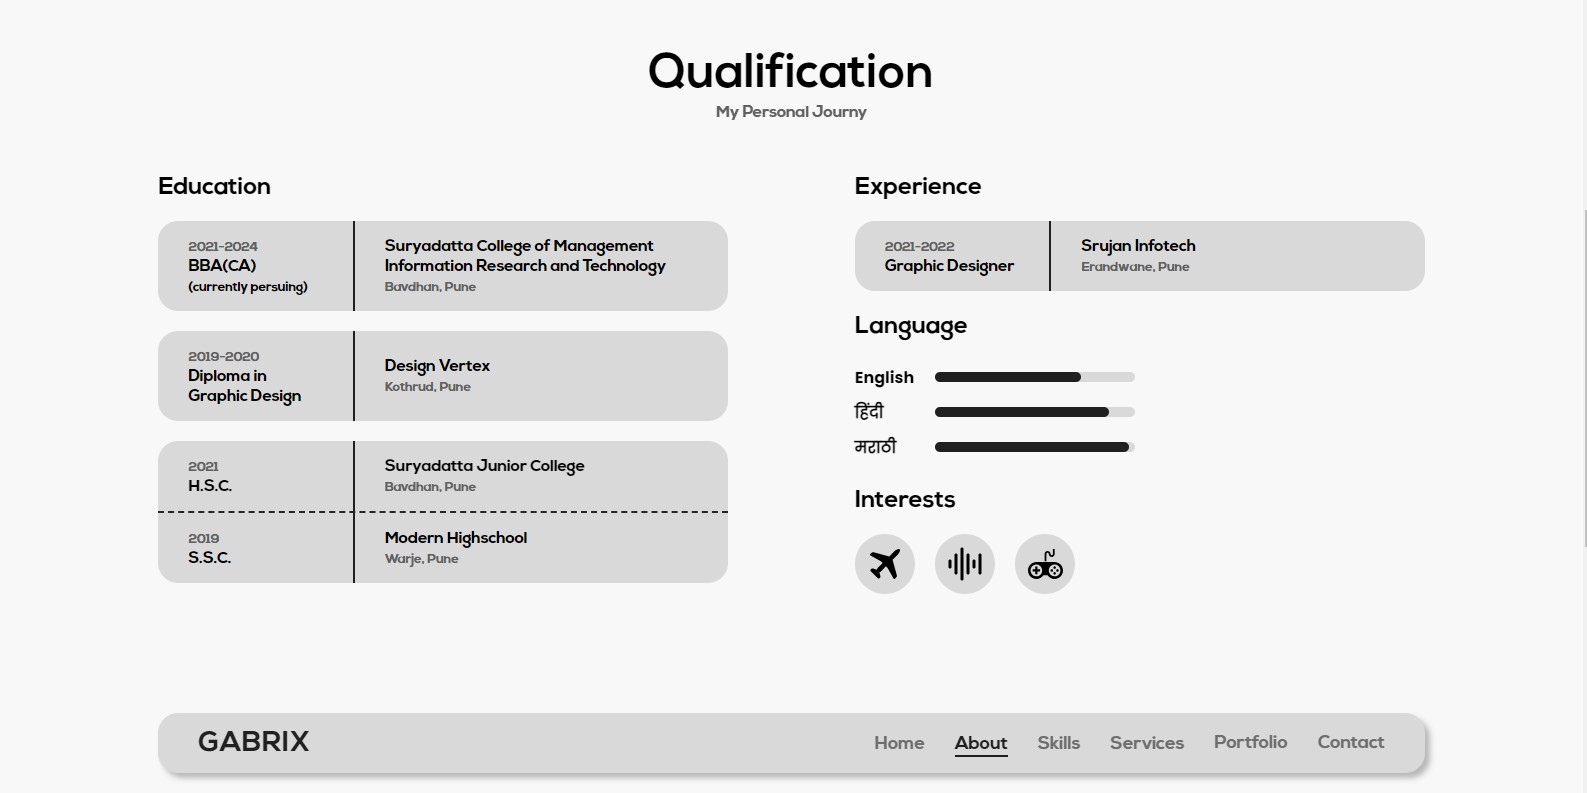 Qualification
My Personal Journy
Education
2021-2024
BBA(CA)
(currently persuing)
Suryadatta College of Management
Information Research and Technology
Bavdhan, Pune
2019-2020
Diploma in
Graphic Design
Design Vertex
Kothrud, Pune
2021
H.S.C.
Suryadatta Junior College
Bavdhan, Pune
2019
S.S.C.
Modern Highschool
Warje, Pune
Experience
2021-2022
Graphic Designer
Srujan Infotech
Erandwane, Pune
Language
English
हिंदी
मराठी
Interests
GABRIX
Home About Skills Services Portfolio Contact